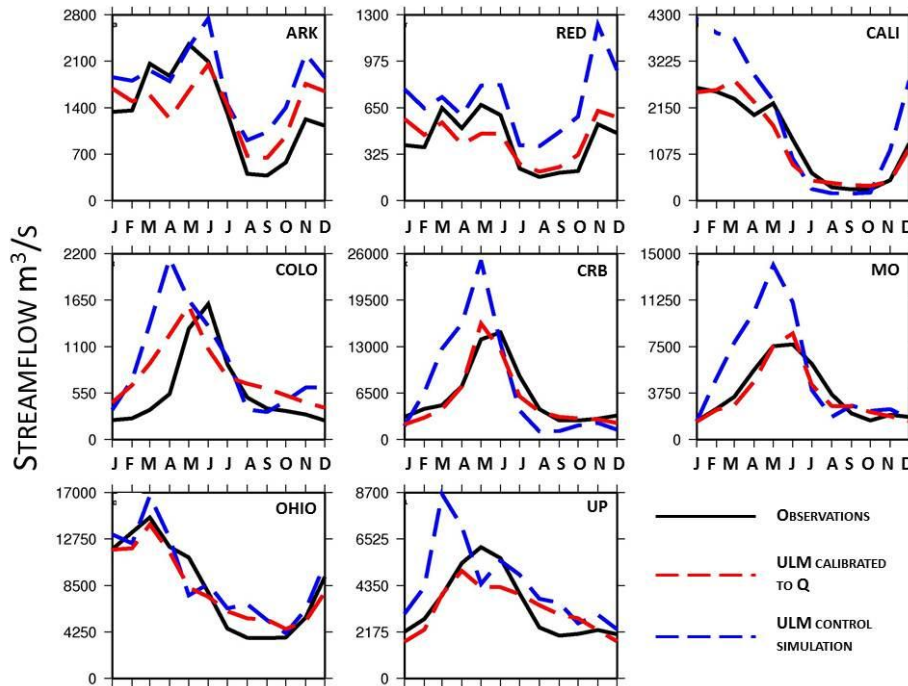 STREAMFLOW m³/s
2800
2100
1400
700
0
ARK
J F M A M J J A S O N D
1300
975
650
325
0
RED
J F M A M J J A S O N D
4300
3225
2150
1075
0
CALI
J F M A M J J A S O N D
2200
1650
1100
550
0
COLO
J F M A M J J A S O N D
26000
19500
13000
6500
0
CRB
J F M A M J J A S O N D
15000
11250
7500
3750
0
MO
J F M A M J J A S O N D
17000
12750
8500
4250
0
OHIO
J F M A M J J A S O N D
8700
6525
4350
2175
0
UP
J F M A M J J A S O N D
OBSERVATIONS
ULM CALIBRATED
TO Q
ULM CONTROL
SIMULATION